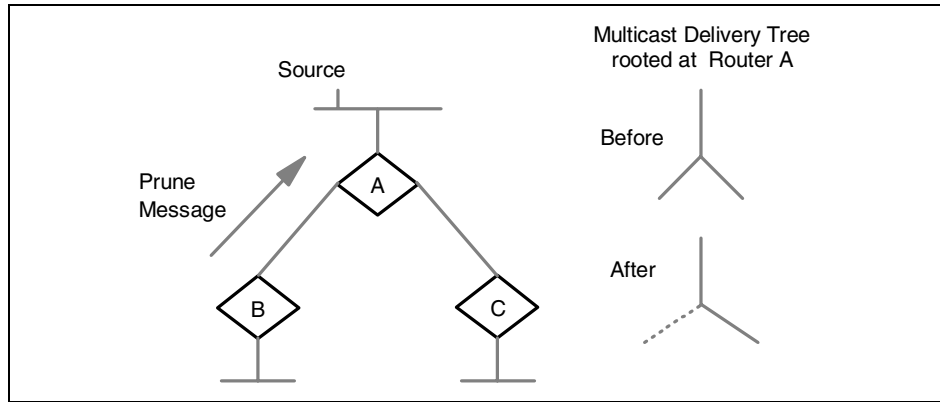 Source
Prune
Message
A
B
C
Multicast Delivery Tree
rooted at Router A
Before
After